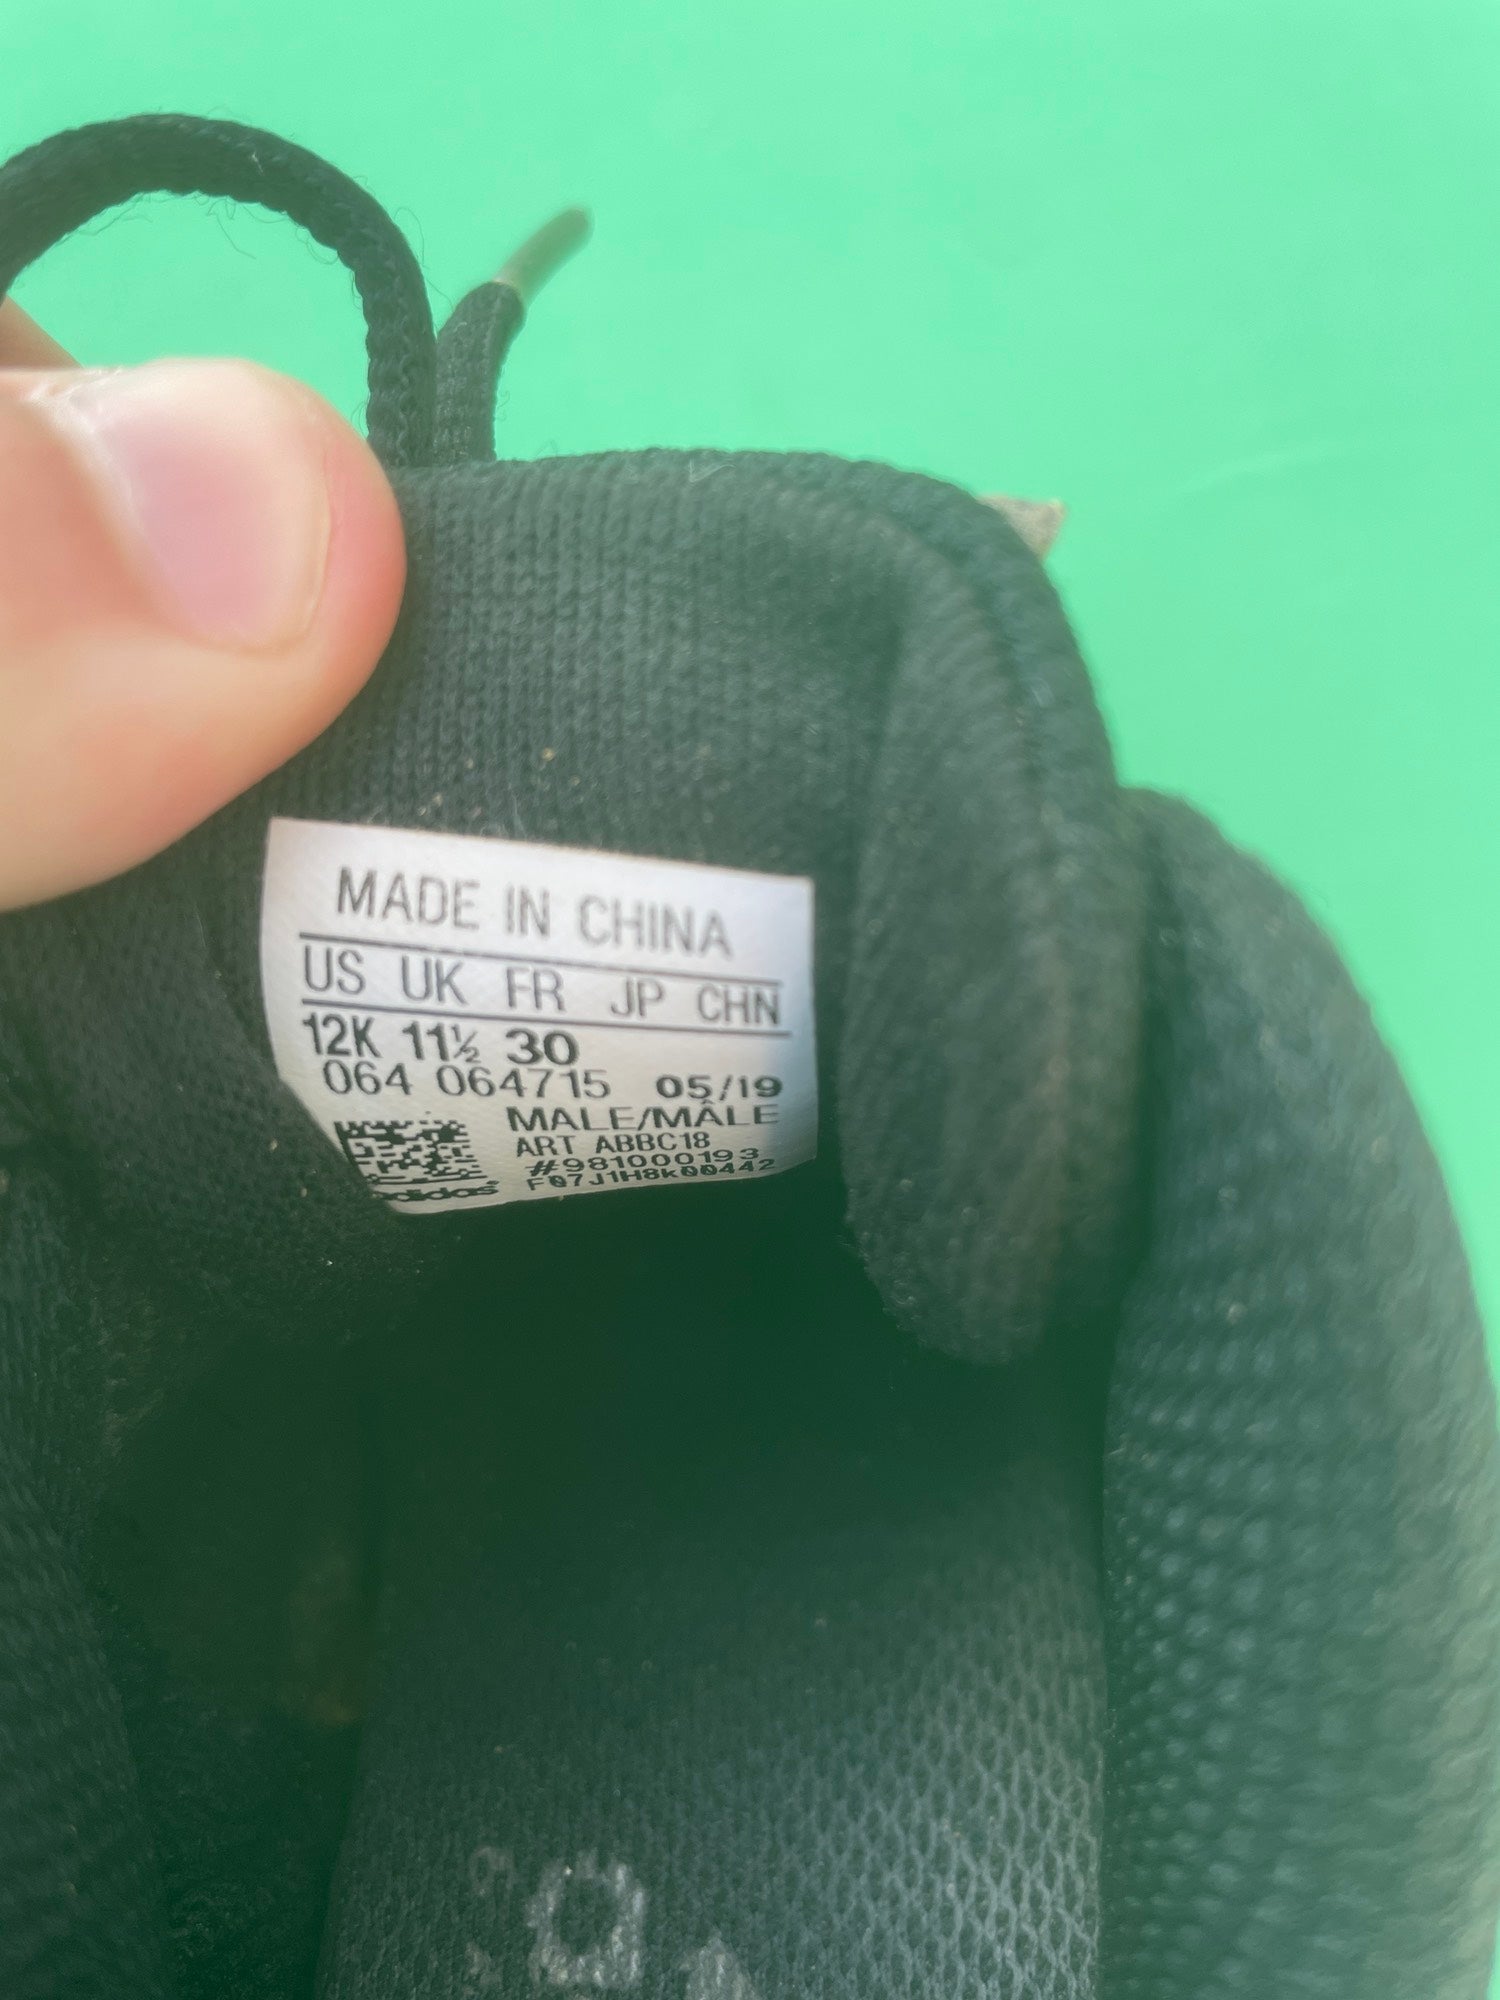 MADE IN CHINA
US UK FR JP CHN
12K 11½ 30
064 064715 05/19
MALE/MÂLE
ART ABBC18
#981000193
F07J1H8K00442
adidas